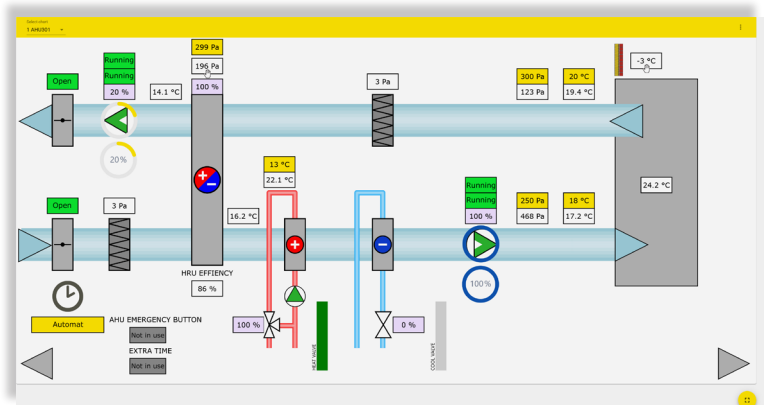 1 AHU301
299 Pa
Running
196 Pa
-3 °C
Running
Open
100 %
3 Pa
300 Pa
20 °C
20 %
14.1 °C
123 Pa
19.4 °C
20%
13 °C
22.1 °C
Running
24.2 °C
Open
3 Pa
Running
250 Pa
18 °C
16.2 °C
100 %
468 Pa
17.2 °C
HRU EFFIENCY
86 %
100%
AHU EMERGENCY BUTTON
Automat
100 %
0 %
Not in use
EXTRA TIME
Not in use
HEAT VALVE
COOL VALVE